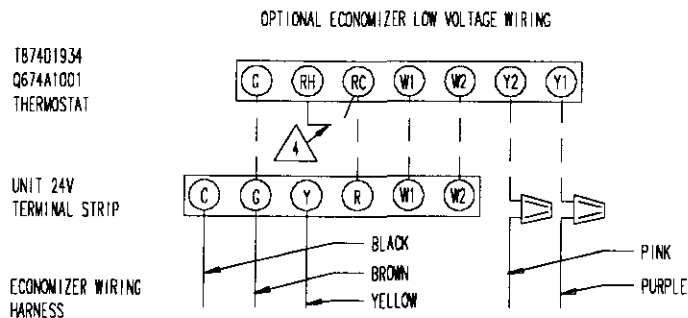 OPTIONAL ECONOMIZER LOW VOLTAGE WIRING
T874D1934
Q674A1001
THERMOSTAT
G RH RC W1 W2 Y2 Y1
4
UNIT 24V
TERMINAL STRIP
C G Y R W1 W2
BLACK
BROWN
YELLOW
PINK
PURPLE
ECONOMIZER WIRING
HARNESS